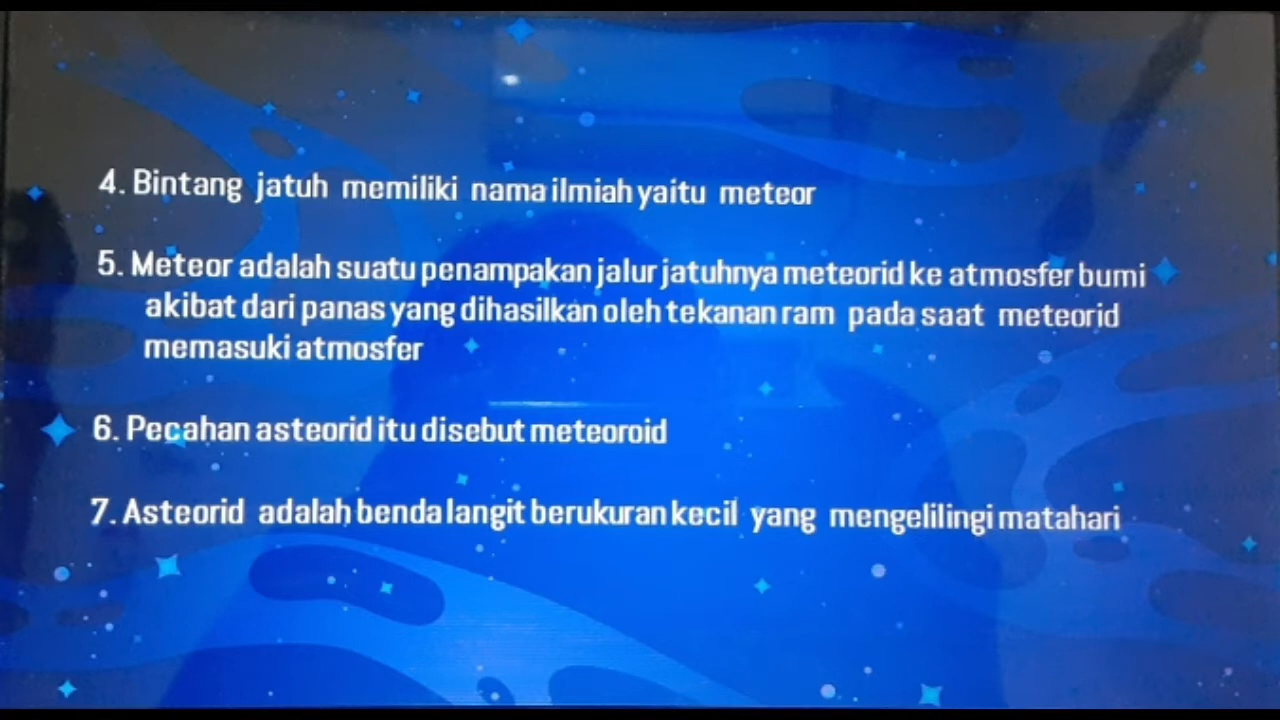 4. Bintang jatuh memiliki nama ilmiah yaitu meteor
5. Meteor adalah suatu penampakan jalur jatuhnya meteorid ke atmosfer bumi
akibat dari panas yang dihasilkan oleh tekanan ram pada saat meteorid
memasuki atmosfer
6. Pecahan asteorid itu disebut meteoroid
7. Asteorid adalah benda langit berukuran kecil yang mengelilingi matahari